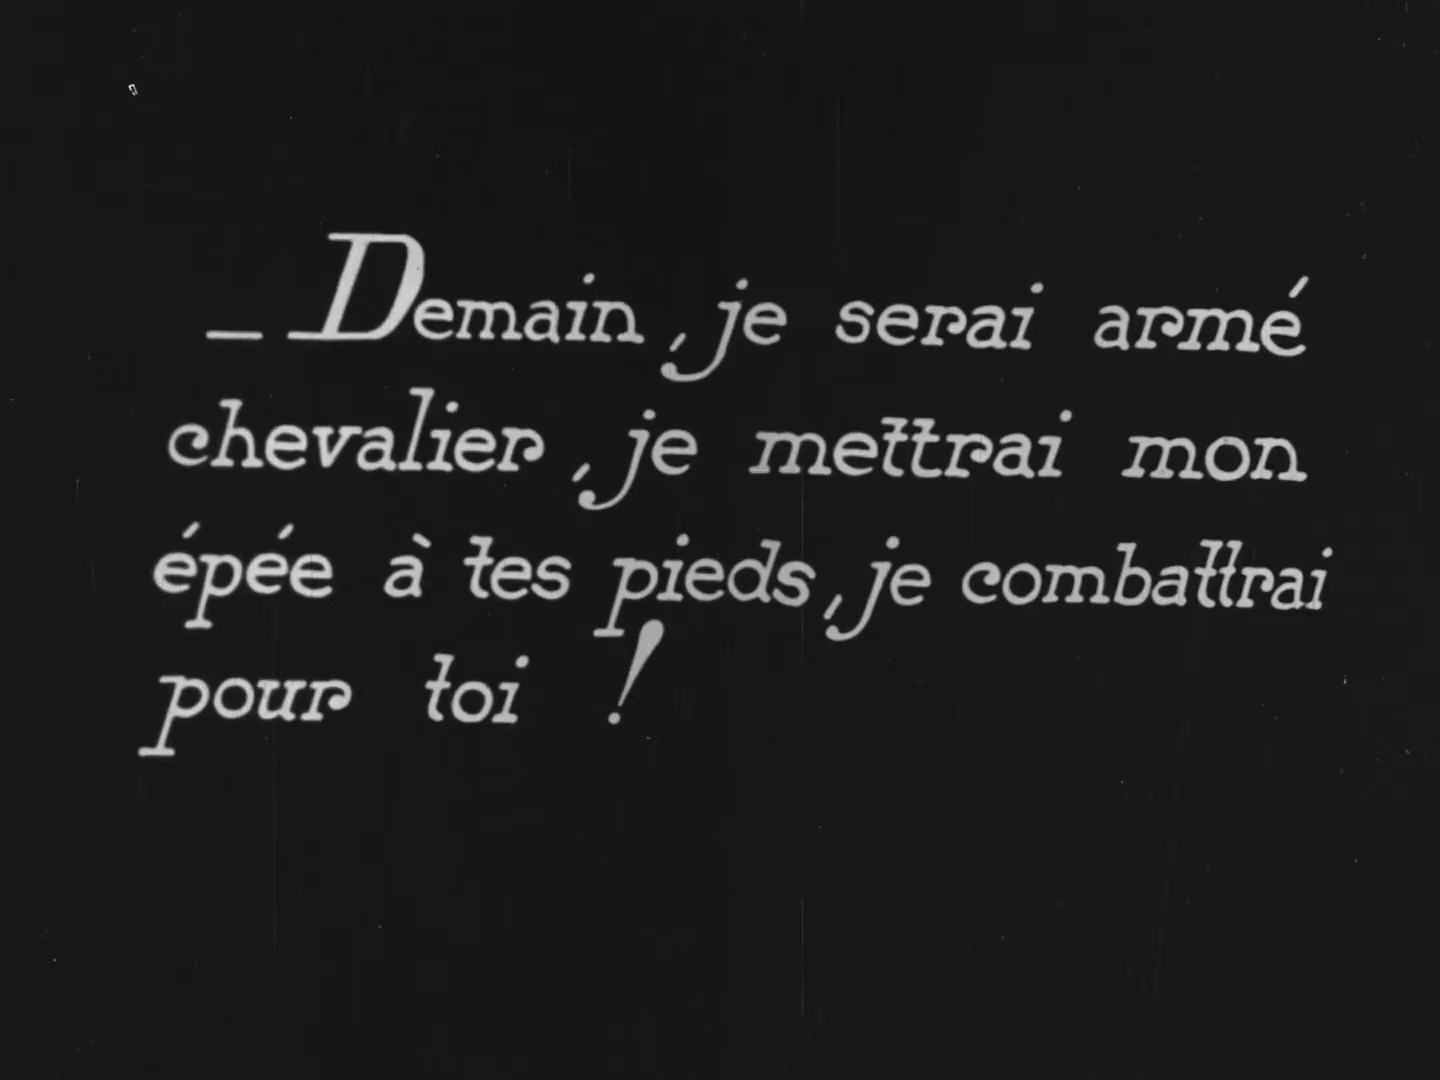 — Demain, je serai armé
chevalier, je mettrai mon
épée à tes pieds, je combattrai
pour toi !